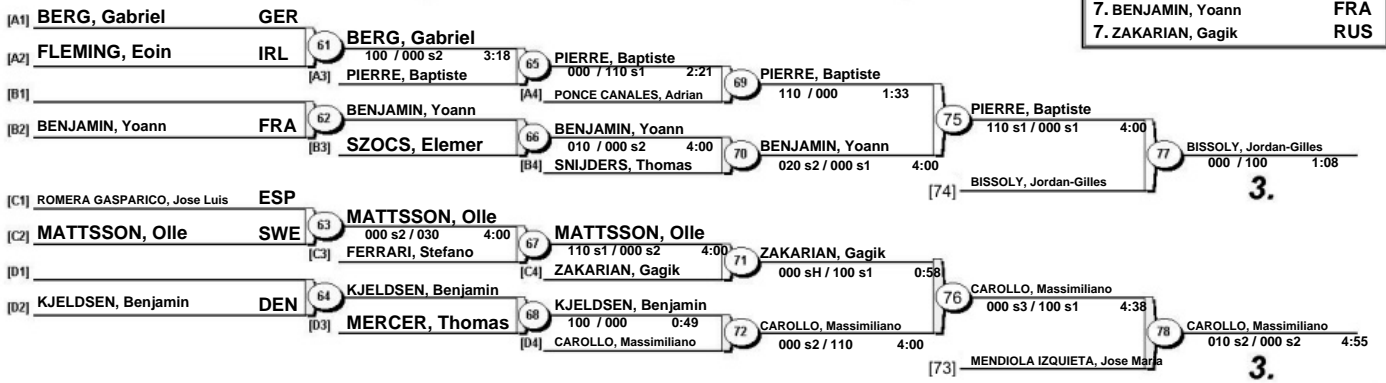 7. BENJAMIN, Yoann FRA
7. ZAKARIAN, Gagik RUS
[A1] BERG, Gabriel GER
[A2] FLEMING, Eoin IRL
61
BERG, Gabriel
100 / 000 s2 3:18
[A3] PIERRE, Baptiste
65
PIERRE, Baptiste
000 / 110 s1 2:21
[A4] PONCE CANALES, Adrian
69
PIERRE, Baptiste
110 / 000 1:33
[B1]
[B2] BENJAMIN, Yoann FRA
62
BENJAMIN, Yoann
[B3] SZOCS, Elemer
66
BENJAMIN, Yoann
010 / 000 s2 4:00
[B4] SNIJDERS, Thomas
70
BENJAMIN, Yoann
020 s2 / 000 s1 4:00
75
PIERRE, Baptiste
110 s1 / 000 s1 4:00
[74] BISSOLY, Jordan-Gilles
77
BISSOLY, Jordan-Gilles
000 / 100 1:08
3.
[C1] ROMERA GASPARICO, Jose Luis ESP
[C2] MATTSSON, Olle SWE
63
MATTSSON, Olle
000 s2 / 030 4:00
[C3] FERRARI, Stefano
67
MATTSSON, Olle
110 s1 / 000 s2 4:00
[C4] ZAKARIAN, Gagik
71
ZAKARIAN, Gagik
000 sH / 100 s1 0:58
[D1]
[D2] KJELDSEN, Benjamin DEN
64
KJELDSEN, Benjamin
[D3] MERCER, Thomas
68
KJELDSEN, Benjamin
100 / 000 0:49
[D4] CAROLLO, Massimiliano
72
CAROLLO, Massimiliano
000 s2 / 110 4:00
76
CAROLLO, Massimiliano
000 s3 / 100 s1 4:38
[73] MENDIOLA IZQUIETA, Jose Maria
78
CAROLLO, Massimiliano
010 s2 / 000 s2 4:55
3.